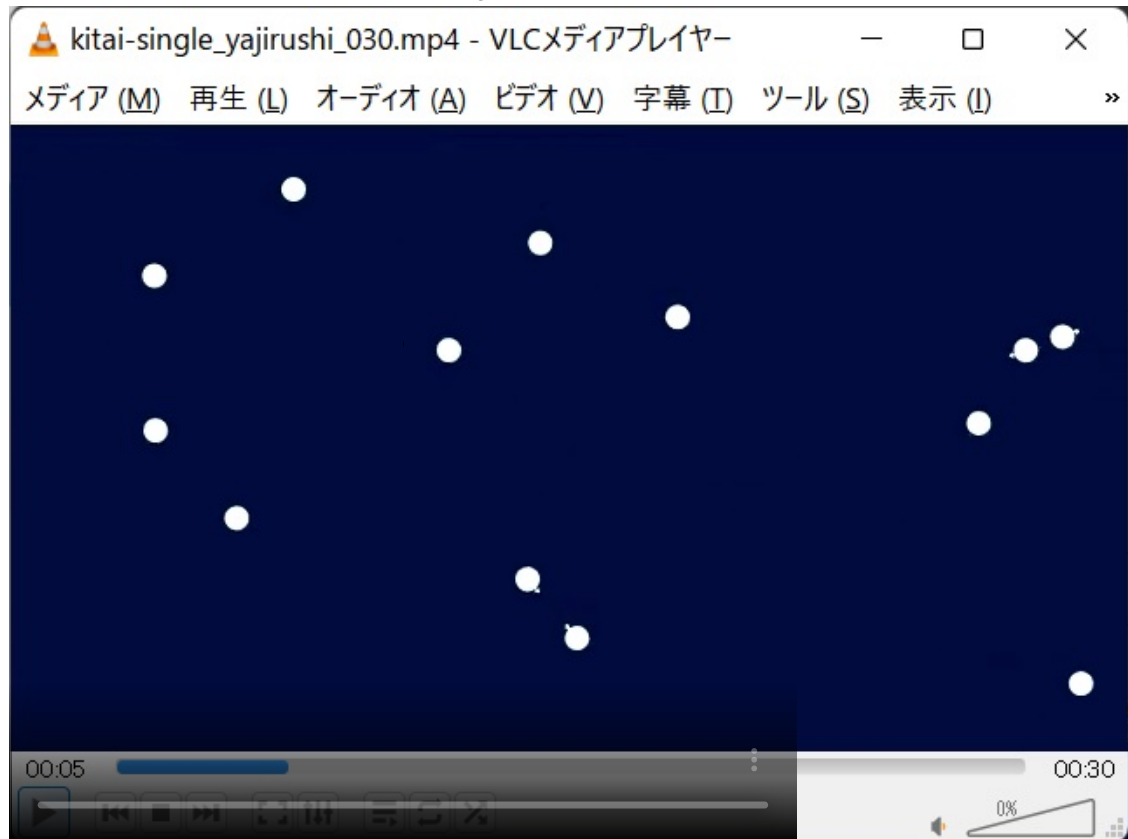 kitai-single_yajirushi_030.mp4 - VLCメディアプレイヤー
メディア (M) 再生 (L) オーディオ (A) ビデオ (V) 字幕 (T) ツール (S) 表示 (I) »
00:05 00:30
0%